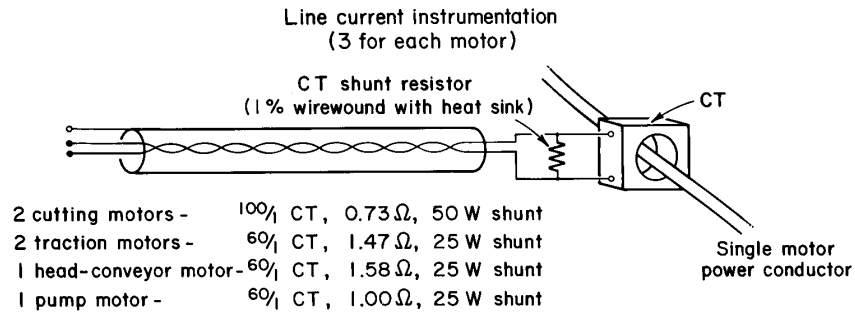 Line current instrumentation
(3 for each motor)
CT shunt resistor
(1% wirewound with heat sink)
CT
2 cutting motors - 100/1 CT, 0.73Ω, 50 W shunt
2 traction motors - 60/1 CT, 1.47Ω, 25 W shunt
1 head-conveyor motor - 60/1 CT, 1.58Ω, 25 W shunt
1 pump motor - 60/1 CT, 1.00Ω, 25 W shunt
Single motor
power conductor